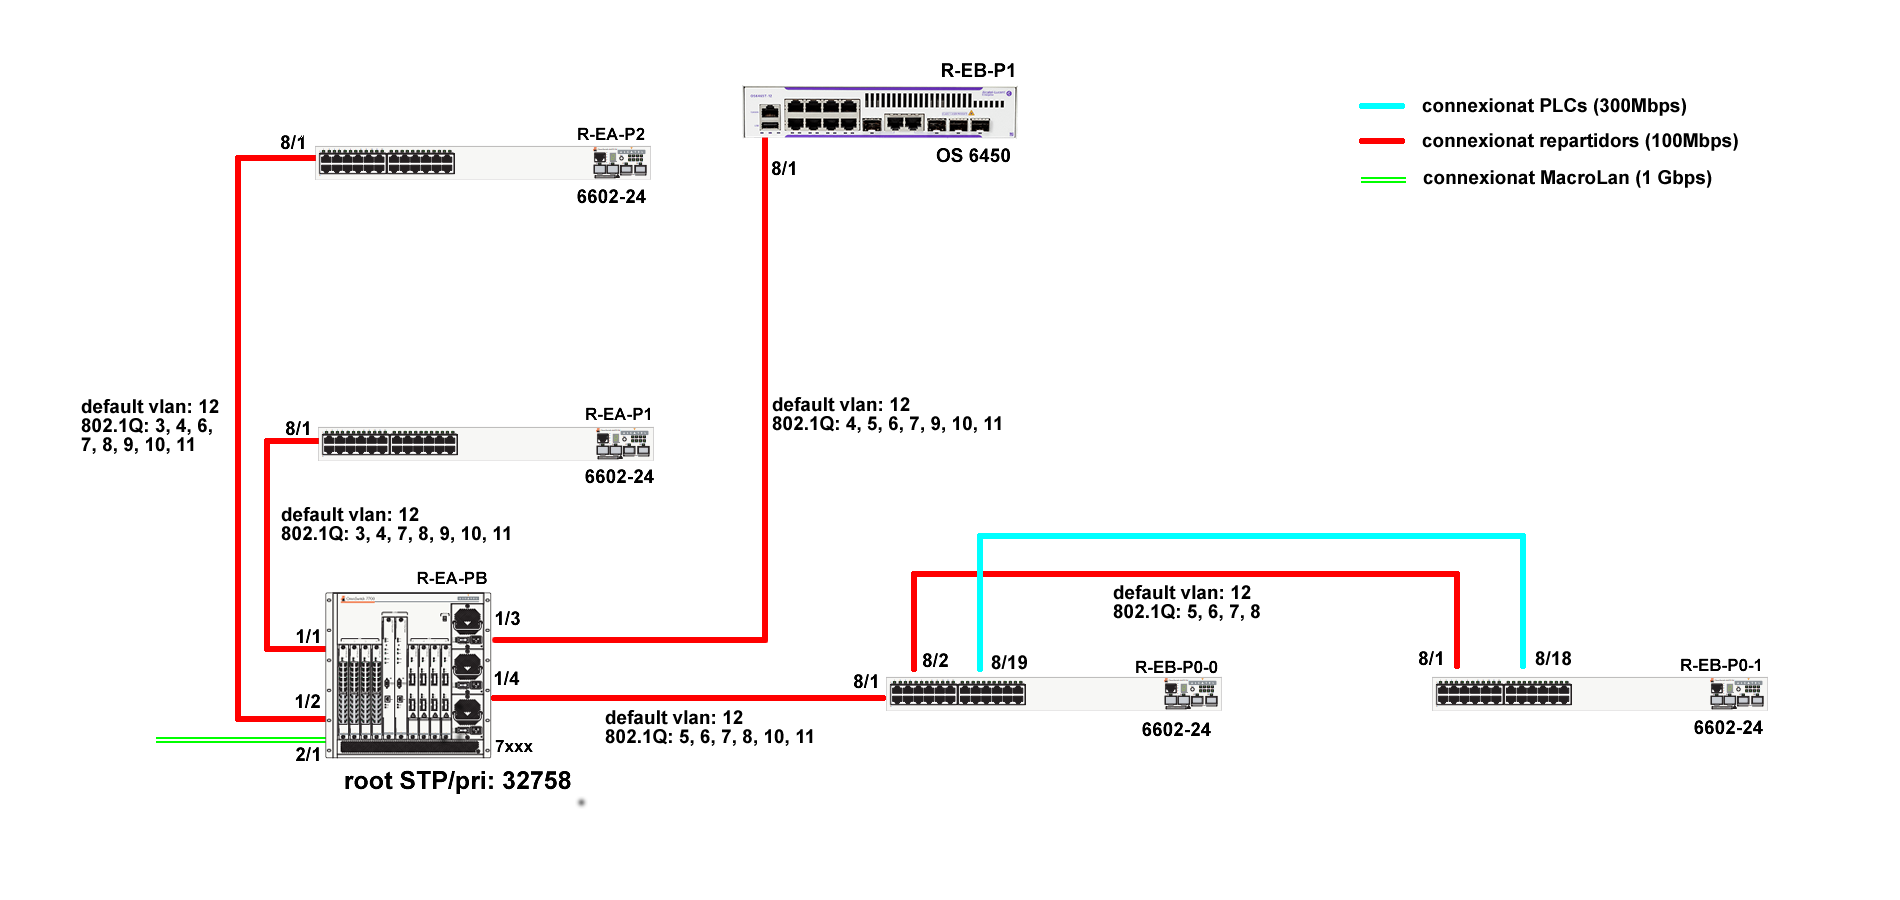 R-EB-P1
OS 6450
8/1
connexionat PLCs (300Mbps)
connexionat repartidors (100Mbps)
connexionat MacroLan (1 Gbps)
R-EA-P2
8/1
6602-24
default vlan: 12
802.1Q: 3, 4, 6,
7, 8, 9, 10, 11
default vlan: 12
802.1Q: 4, 5, 6, 7, 9, 10, 11
R-EA-P1
8/1
6602-24
default vlan: 12
802.1Q: 3, 4, 7, 8, 9, 10, 11
R-EA-PB
1/1
1/2
2/1
1/3
1/4
7xxx
root STP/pri: 32758
default vlan: 12
802.1Q: 5, 6, 7, 8, 10, 11
default vlan: 12
802.1Q: 5, 6, 7, 8
8/1
8/2
8/19
R-EB-P0-0
6602-24
8/1
8/18
R-EB-P0-1
6602-24